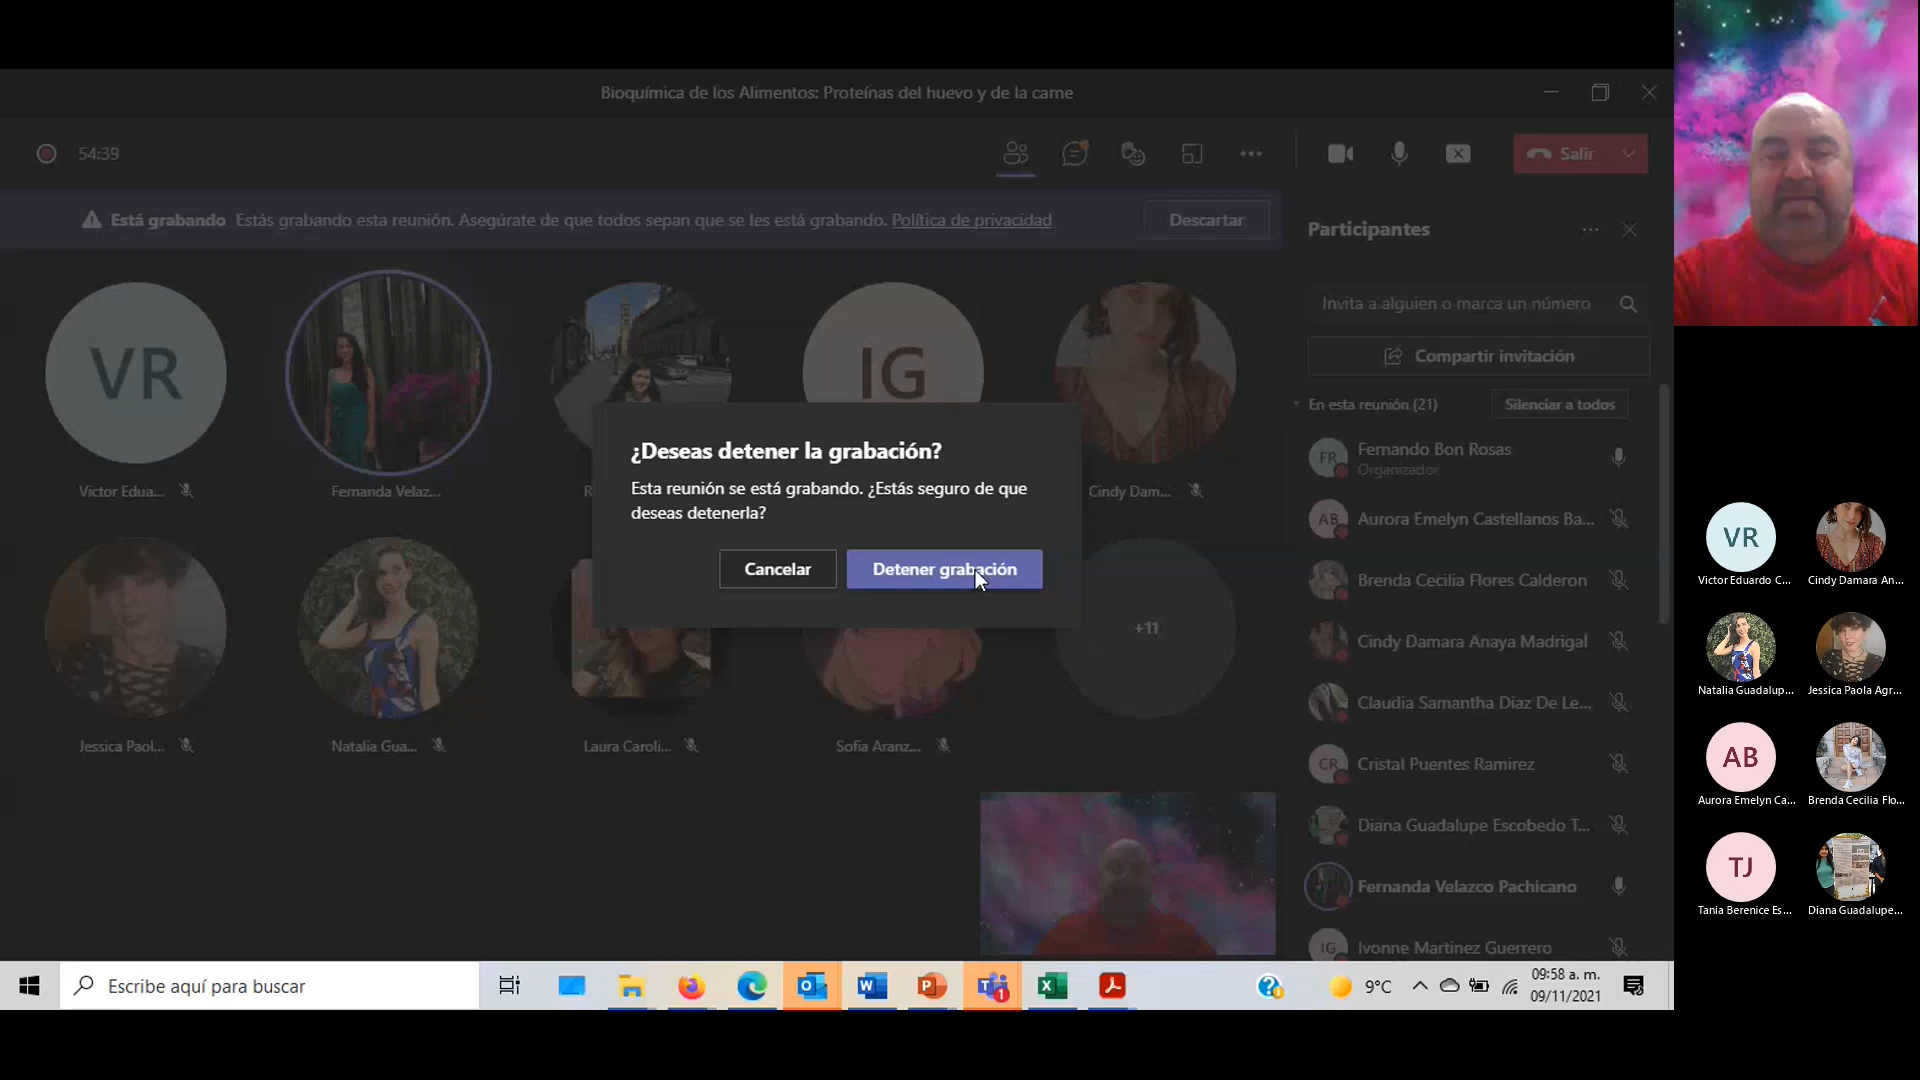 Bioquímica de los Alimentos: Proteínas del huevo y de la carne
54:39
Salir
Está grabando Estás grabando esta reunión. Asegúrate de que todos sepan que se les está grabando. Política de privacidad
Descartar
Participantes
Invita a alguien o marca un número
Compartir invitación
En esta reunión (21)
Silenciar a todos
VR
IG
Victor Edua...
Fernanda Velaz...
Cindy Dam...
¿Deseas detener la grabación?
Esta reunión se está grabando. ¿Estás seguro de que
deseas detenerla?
Cancelar
Detener grabación
+11
Jessica Paol...
Natalia Gua...
Laura Caroli...
Sofia Aranz...
FR
Fernando Bon Rosas
Organizador
AB
Aurora Emelyn Castellanos Ba...
Brenda Cecilia Flores Calderon
Cindy Damara Anaya Madrigal
Claudia Samantha Diaz De Le...
CR
Cristal Puentes Ramirez
Diana Guadalupe Escobedo T...
Fernanda Velazco Pachicano
IG
Ivonne Martinez Guerrero
VR
Victor Eduardo C...
Cindy Damara An...
Natalia Guadalup...
Jessica Paola Agr...
AB
Aurora Emelyn Ca...
Brenda Cecilia Flo...
TJ
Tania Berenice Es...
Diana Guadalupe...
Escribe aquí para buscar
9°C
09:58 a. m.
09/11/2021